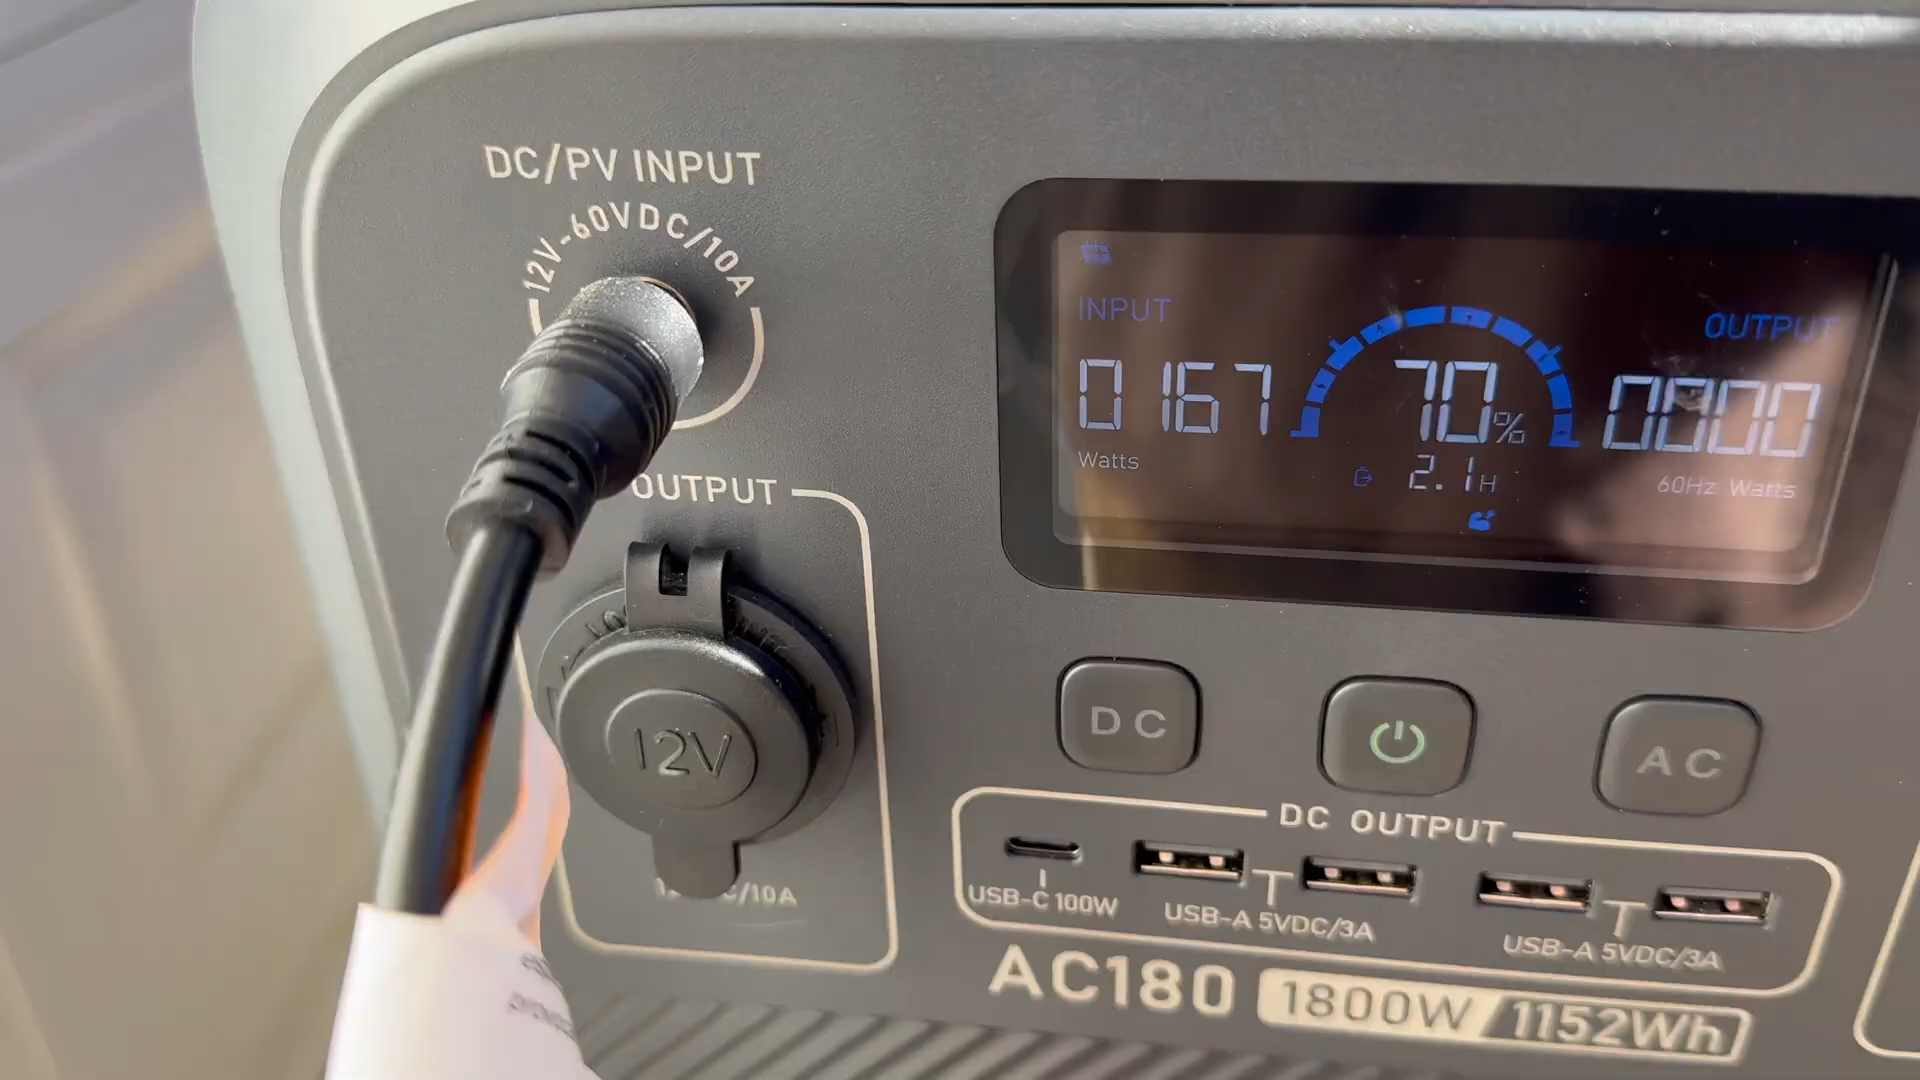 DC/PV INPUT
12V-60VDC/10A
OUTPUT
12V
C/10A
INPUT
0167
Watts
70%
2.1H
OUTPUT
0000
60Hz Watts
DC
AC
DC OUTPUT
USB-C 100W
USB-A 5VDC/3A
USB-A 5VDC/3A
AC180 1800W/1152Wh